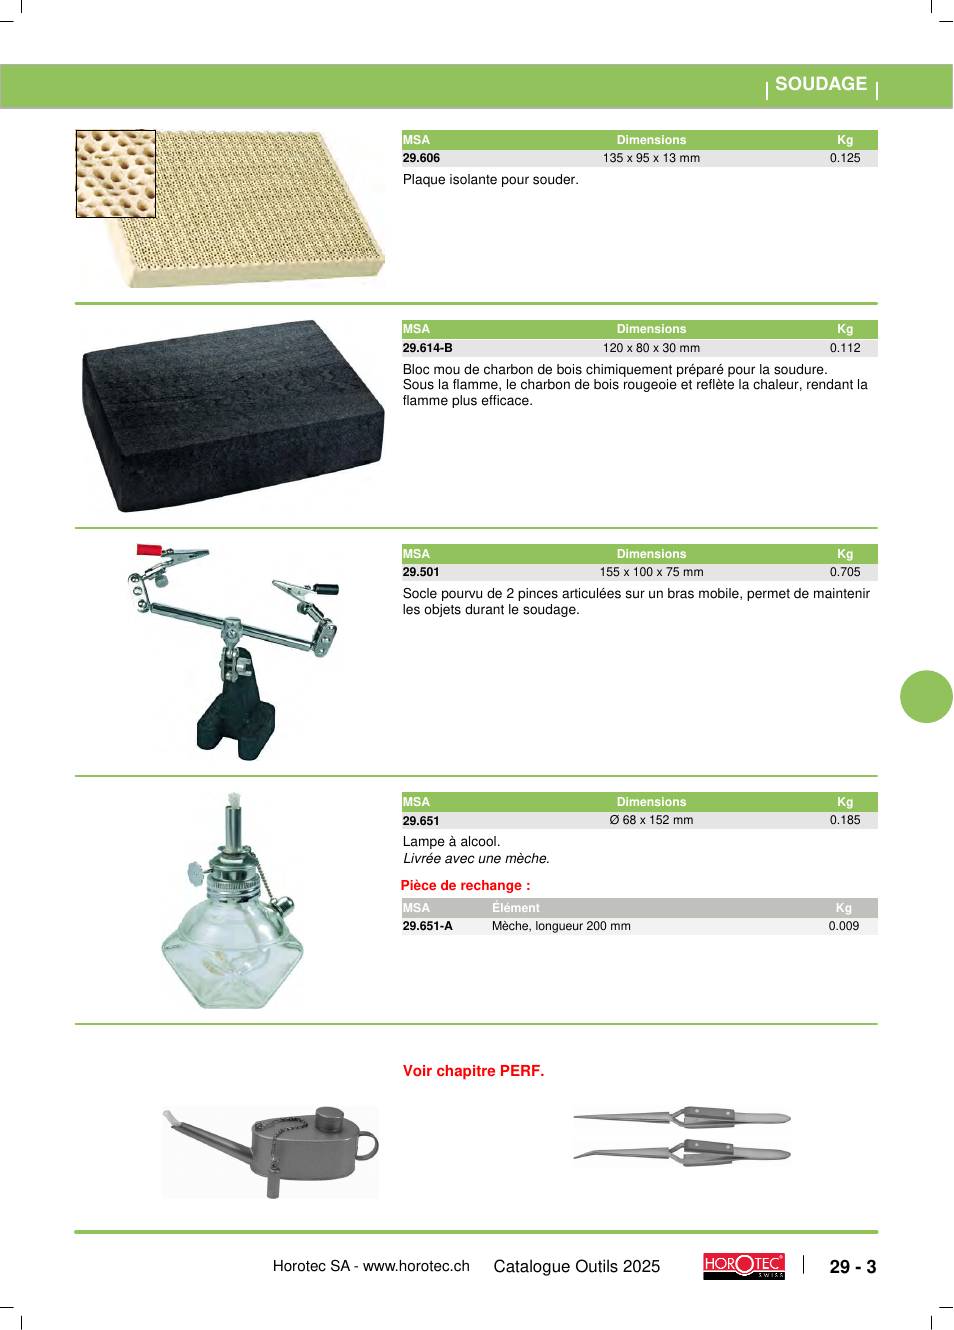 SOUDAGE
MSA Dimensions Kg
29.606 135 x 95 x 13 mm 0.125
Plaque isolante pour souder.
MSA Dimensions Kg
29.614-B 120 x 80 x 30 mm 0.112
Bloc mou de charbon de bois chimiquement préparé pour la soudure.
Sous la flamme, le charbon de bois rougeoie et reflète la chaleur, rendant la
flamme plus efficace.
MSA Dimensions Kg
29.501 155 x 100 x 75 mm 0.705
Socle pourvu de 2 pinces articulées sur un bras mobile, permet de maintenir
les objets durant le soudage.
MSA Dimensions Kg
29.651 Ø 68 x 152 mm 0.185
Lampe à alcool.
Livrée avec une mèche.
Pièce de rechange :
MSA Élément Kg
29.651-A Mèche, longueur 200 mm 0.009
Voir chapitre PERF.
Horotec SA - www.horotec.ch Catalogue Outils 2025 HOROTEC® SWISS 29 - 3